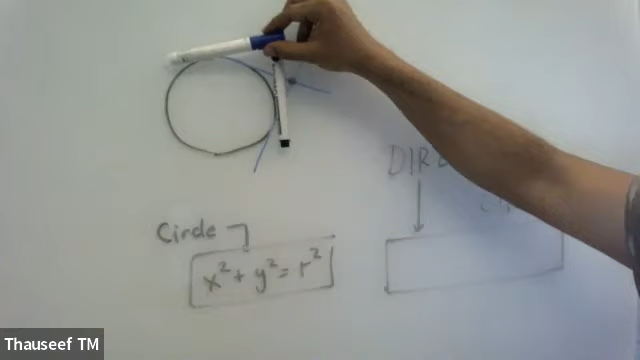 Circle
x² + y² = r²
Thauseef TM